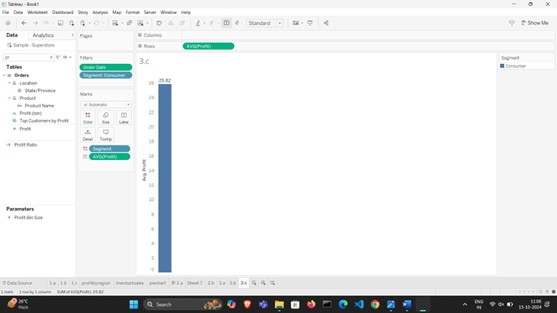 Tableau - Book1
File Data Worksheet Dashboard Story Analysis Map Format Server Window Help
Standard
Show Me
Data Analytics
Sample - Superstore
pr
Tables
Orders
Location
State/Province
Product
Product Name
Profit (bin)
Top Customers by Profit
Profit
Profit Ratio
Parameters
Profit Bin Size
Pages
Filters
Order Date
Segment: Consumer
Marks
Automatic
Color Size Label
Detail Tooltip
Segment
AVG(Profit)
Columns
Rows AVG(Profit)
3.c
25.82
26
24
22
20
18
16
14
12
10
8
6
4
2
0
Avg. Profit
Segment
Consumer
Data Source 1.a 1.b 1.c profitbyregion piechart 2.a Sheet 7 2.b 3.a 3.b 3.c
1 mark 1 row by 1 column SUM of AVG(Profit): 25.82
26°C
Haze
Search
ENG
IN
11:06
15-10-2024